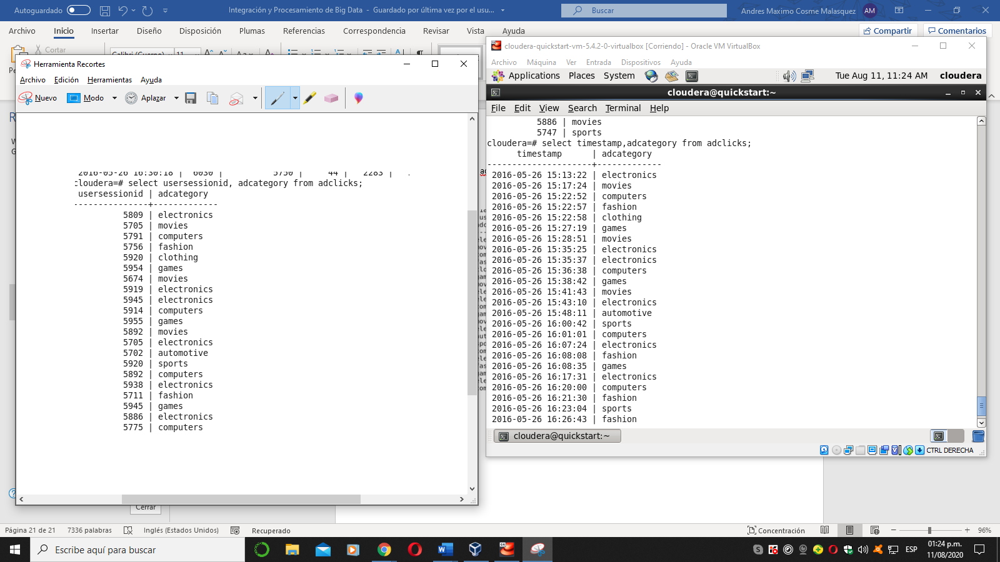 Autoguardado
Integración y Procesamiento de Big Data - Guardado por última vez por el usu...
Buscar
Andres Maximo Cosme Malasquez AM
Archivo Inicio Insertar Diseño Disposición Plumas Referencias Correspondencia Revisar Vista Ayuda
Compartir Comentarios
Cortar
Herramienta Recortes
Archivo Edición Herramientas Ayuda
Nuevo Modo Aplazar
2016-05-26 16:30:18 | 6030 | 5750 | 44 | 2283 |
cloudera=# select usersessionid, adcategory from adclicks;
usersessionid | adcategory
---------------+-------------
5809 | electronics
5705 | movies
5791 | computers
5756 | fashion
5920 | clothing
5954 | games
5674 | movies
5919 | electronics
5945 | electronics
5914 | computers
5955 | games
5892 | movies
5705 | electronics
5702 | automotive
5920 | sports
5892 | computers
5938 | electronics
5711 | fashion
5945 | games
5886 | electronics
5775 | computers
Cerrar
cloudera-quickstart-vm-5.4.2-0-virtualbox [Corriendo] - Oracle VM VirtualBox
Archivo Máquina Ver Entrada Dispositivos Ayuda
Applications Places System
Tue Aug 11, 11:24 AM cloudera
cloudera@quickstart:~
File Edit View Search Terminal Help
5886 | movies
5747 | sports
cloudera=# select timestamp,adcategory from adclicks;
timestamp | adcategory
---------------------+-------------
2016-05-26 15:13:22 | electronics
2016-05-26 15:17:24 | movies
2016-05-26 15:22:52 | computers
2016-05-26 15:22:57 | fashion
2016-05-26 15:22:58 | clothing
2016-05-26 15:27:19 | games
2016-05-26 15:28:51 | movies
2016-05-26 15:35:25 | electronics
2016-05-26 15:35:37 | electronics
2016-05-26 15:36:38 | computers
2016-05-26 15:38:42 | games
2016-05-26 15:41:43 | movies
2016-05-26 15:43:10 | electronics
2016-05-26 15:48:11 | automotive
2016-05-26 16:00:42 | sports
2016-05-26 16:01:01 | computers
2016-05-26 16:07:24 | electronics
2016-05-26 16:08:08 | fashion
2016-05-26 16:08:35 | games
2016-05-26 16:17:31 | electronics
2016-05-26 16:20:00 | computers
2016-05-26 16:21:30 | fashion
2016-05-26 16:23:04 | sports
2016-05-26 16:26:43 | fashion
cloudera@quickstart:~
CTRL DERECHA
Página 21 de 21 7336 palabras Inglés (Estados Unidos) Recuperado
Concentración 96%
Escribe aquí para buscar
ESP
01:24 p.m.
11/08/2020